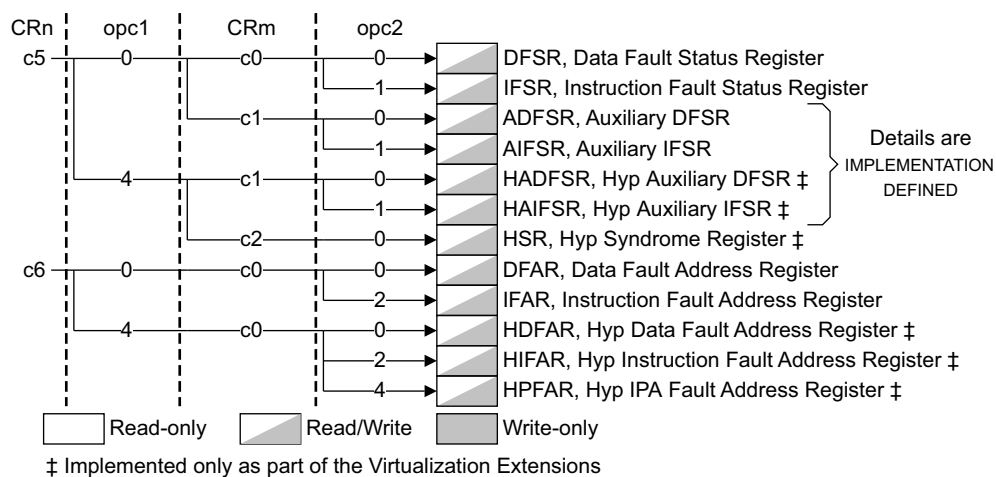 CRn opc1 CRm opc2
c5 0 c0 0 DFSR, Data Fault Status Register
1 IFSR, Instruction Fault Status Register
c1 0 ADFSR, Auxiliary DFSR
1 AIFSR, Auxiliary IFSR
4 c1 0 HADFSR, Hyp Auxiliary DFSR ‡
1 HAIFSR, Hyp Auxiliary IFSR ‡
Details are
IMPLEMENTATION
DEFINED
c2 0 HSR, Hyp Syndrome Register ‡
c6 0 c0 0 DFAR, Data Fault Address Register
2 IFAR, Instruction Fault Address Register
4 c0 0 HDFAR, Hyp Data Fault Address Register ‡
2 HIFAR, Hyp Instruction Fault Address Register ‡
4 HPFAR, Hyp IPA Fault Address Register ‡
Read-only Read/Write Write-only
‡ Implemented only as part of the Virtualization Extensions